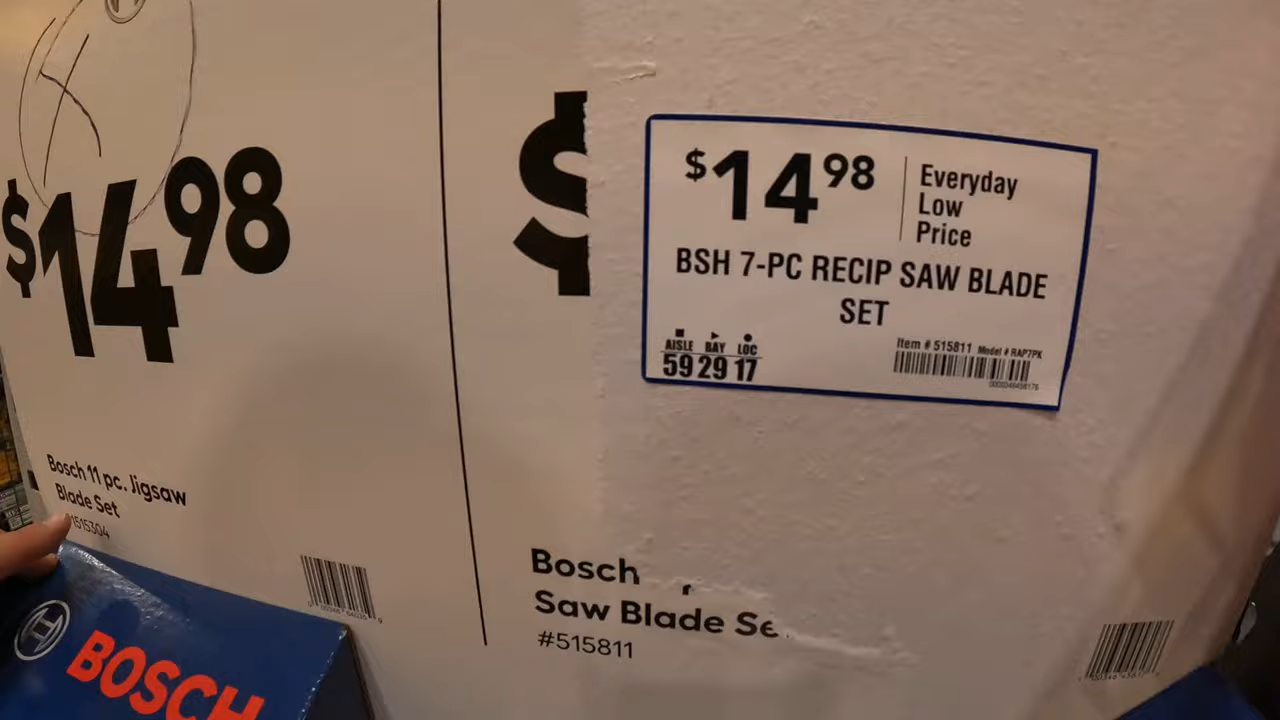 $14 98
Bosch 11 pc. Jigsaw
Blade Set
BOSCH
$
$14 98
Everyday
Low
Price
BSH 7-PC RECIP SAW BLADE
SET
AISLE BAY LOC
59 29 17
Item # 515811 Model # RAP7PK
Bosch
Saw Blade Se
#515811